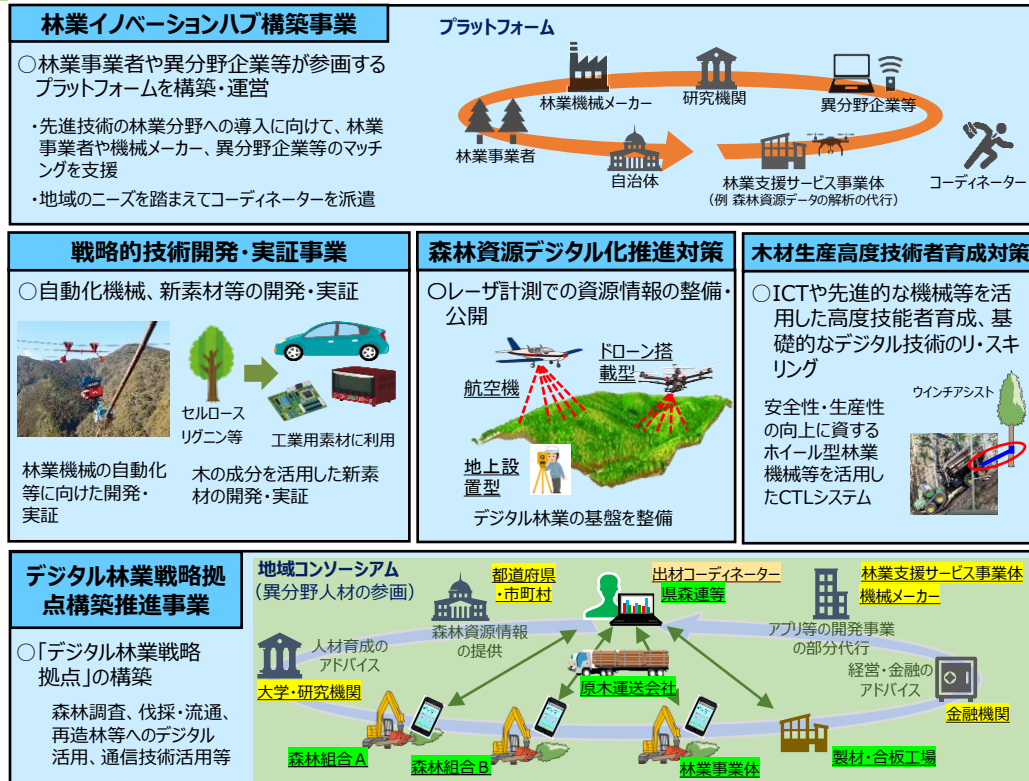 林業イノベーションハブ構築事業
○林業事業者や異分野企業等が参画する
プラットフォームを構築・運営
・先進技術の林業分野への導入に向けて、林業
事業者や機械メーカー、異分野企業等のマッチ
ングを支援
・地域のニーズを踏まえてコーディネーターを派遣
プラットフォーム
林業機械メーカー
研究機関
異分野企業等
林業事業者
自治体
林業支援サービス事業体
(例 森林資源データの解析の代行)
コーディネーター
戦略的技術開発・実証事業
○自動化機械、新素材等の開発・実証
セルロース
リグニン等
工業用素材に利用
林業機械の自動化
等に向けた開発・
実証
木の成分を活用した新素
材の開発・実証
森林資源デジタル化推進対策
○レーザ計測での資源情報の整備・
公開
航空機
ドローン搭
載型
地上設
置型
デジタル林業の基盤を整備
木材生産高度技術者育成対策
○ICTや先進的な機械等を活
用した高度技能者育成、基
礎的なデジタル技術のリ・スキ
リング
ウインチアシスト
安全性・生産性
の向上に資する
ホイール型林業
機械等を活用し
たCTLシステム
デジタル林業戦略拠
点構築推進事業
○「デジタル林業戦略
拠点」の構築
森林調査、伐採・流通、
再造林等へのデジタル
活用、通信技術活用等
地域コンソーシアム
(異分野人材の参画)
都道府県
・市町村
森林資源情報
の提供
出材コーディネーター
県森連等
林業支援サービス事業体
機械メーカー
アプリ等の開発事業
の部分代行
人材育成の
アドバイス
大学・研究機関
原木運送会社
経営・金融の
アドバイス
金融機関
森林組合A
森林組合B
林業事業体
製材・合板工場